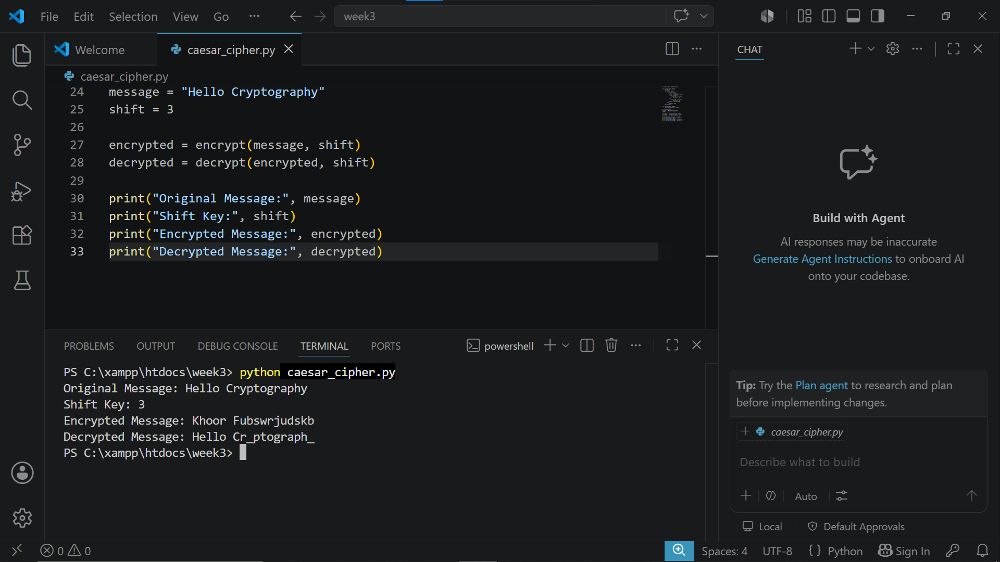 File Edit Selection View Go ··· week3
Welcome caesar_cipher.py
caesar_cipher.py
24 message = "Hello Cryptography"
25 shift = 3
26
27 encrypted = encrypt(message, shift)
28 decrypted = decrypt(encrypted, shift)
29
30 print("Original Message:", message)
31 print("Shift Key:", shift)
32 print("Encrypted Message:", encrypted)
33 print("Decrypted Message:", decrypted)
PROBLEMS OUTPUT DEBUG CONSOLE TERMINAL PORTS powershell
PS C:\xampp\htdocs\week3> python caesar_cipher.py
Original Message: Hello Cryptography
Shift Key: 3
Encrypted Message: Khoor Fubswrjudskb
Decrypted Message: Hello Cr_ptograph_
PS C:\xampp\htdocs\week3>
CHAT
Build with Agent
AI responses may be inaccurate
Generate Agent Instructions to onboard AI
onto your codebase.
Tip: Try the Plan agent to research and plan
before implementing changes.
caesar_cipher.py
Describe what to build
Auto
Local Default Approvals
0 0 Spaces: 4 UTF-8 {} Python Sign In